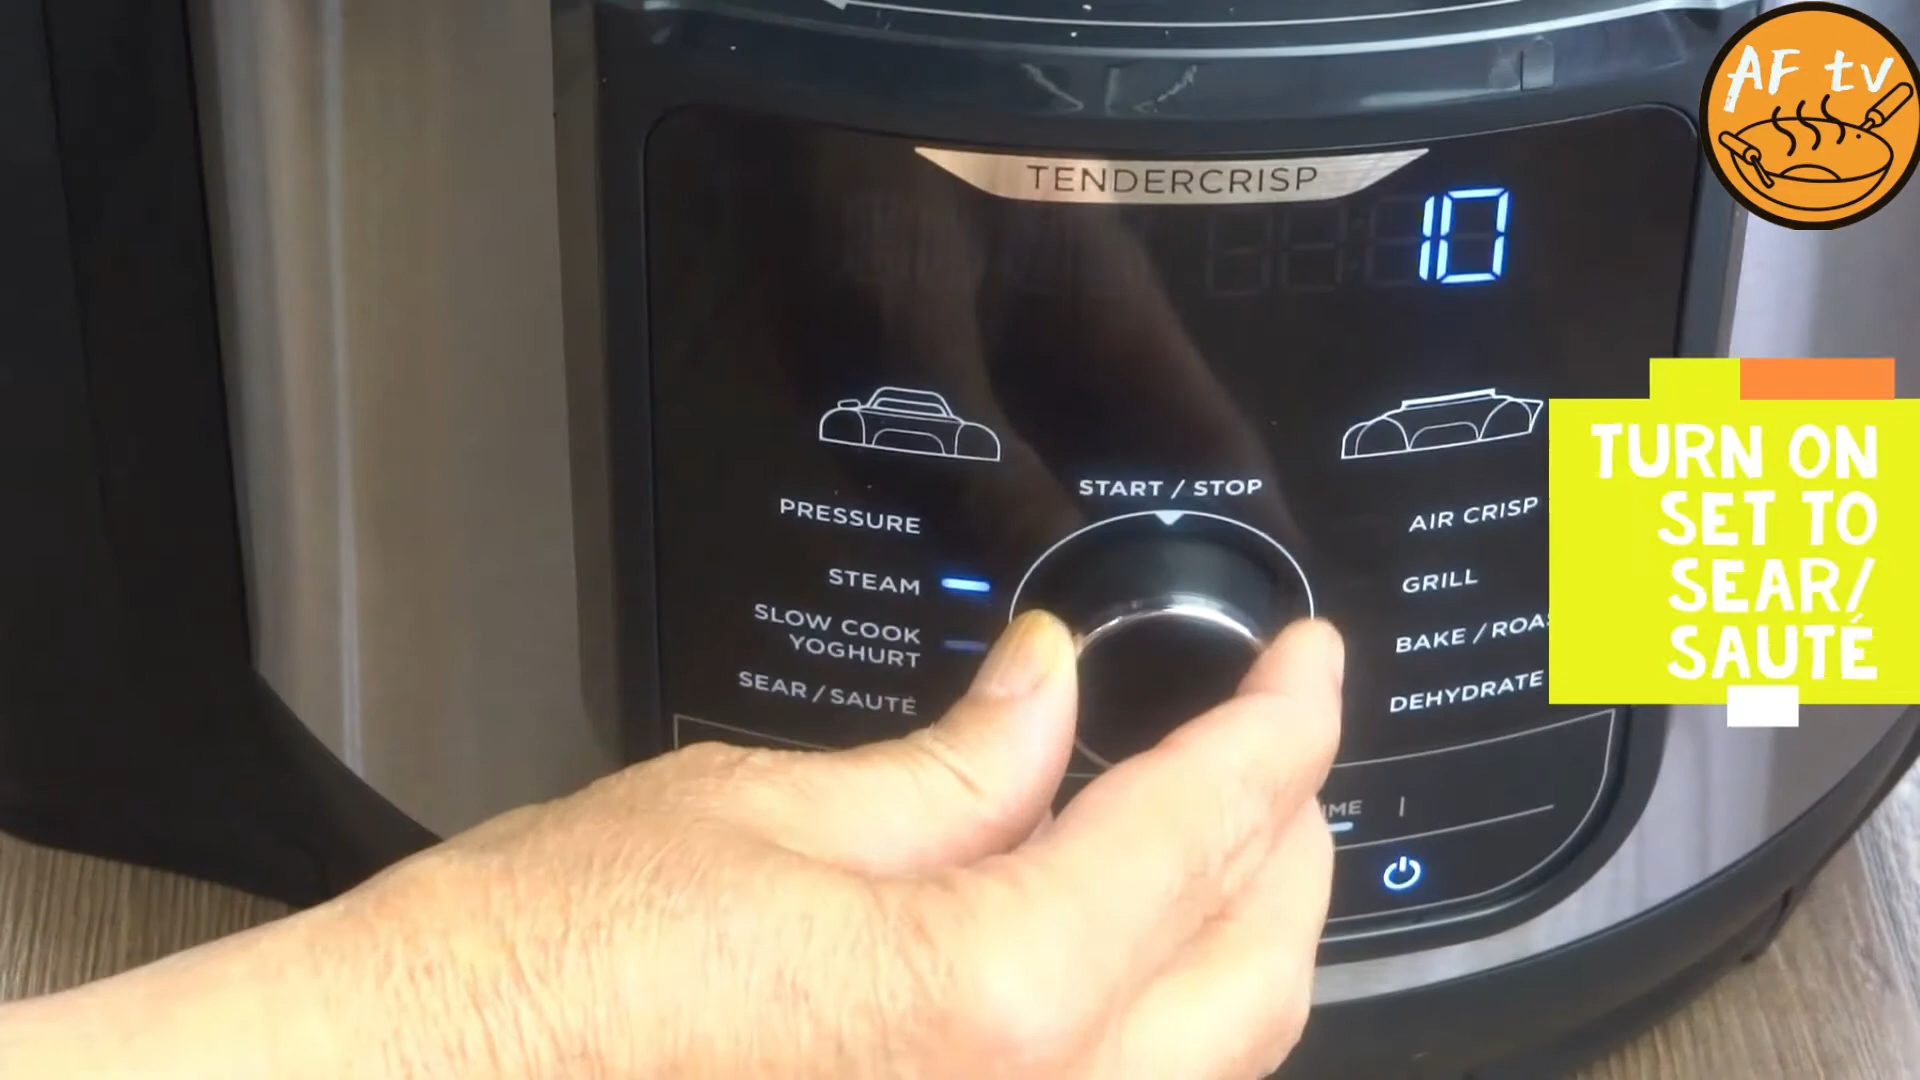 AF tv
TENDERCRISP
10
START / STOP
PRESSURE
STEAM
SLOW COOK
YOGHURT
SEAR / SAUTÉ
AIR CRISP
GRILL
BAKE /
DEHYDRATE
TURN ON
SET TO
SEAR/
SAUTÉ